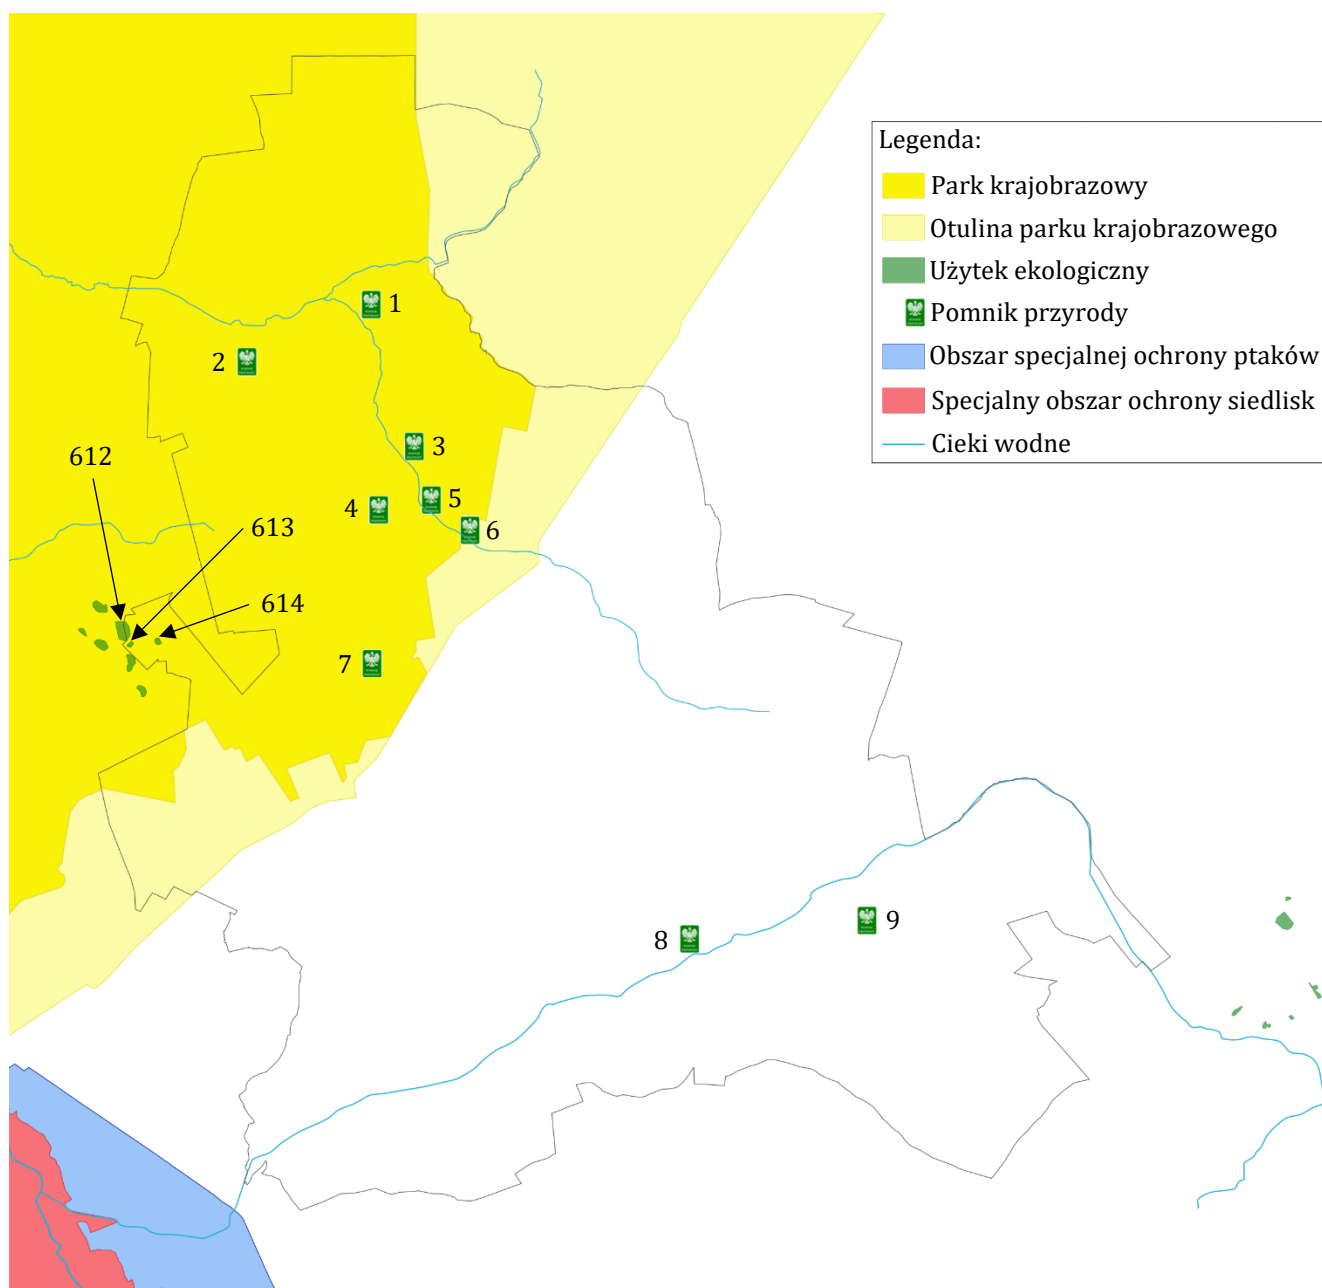 Legenda:
Park krajobrazowy
Otulina parku krajobrazowego
Użytek ekologiczny
Pomnik przyrody
Obszar specjalnej ochrony ptaków
Specjalny obszar ochrony siedlisk
Cieki wodne
1
2
3
612
4
5
613
6
614
7
8
9